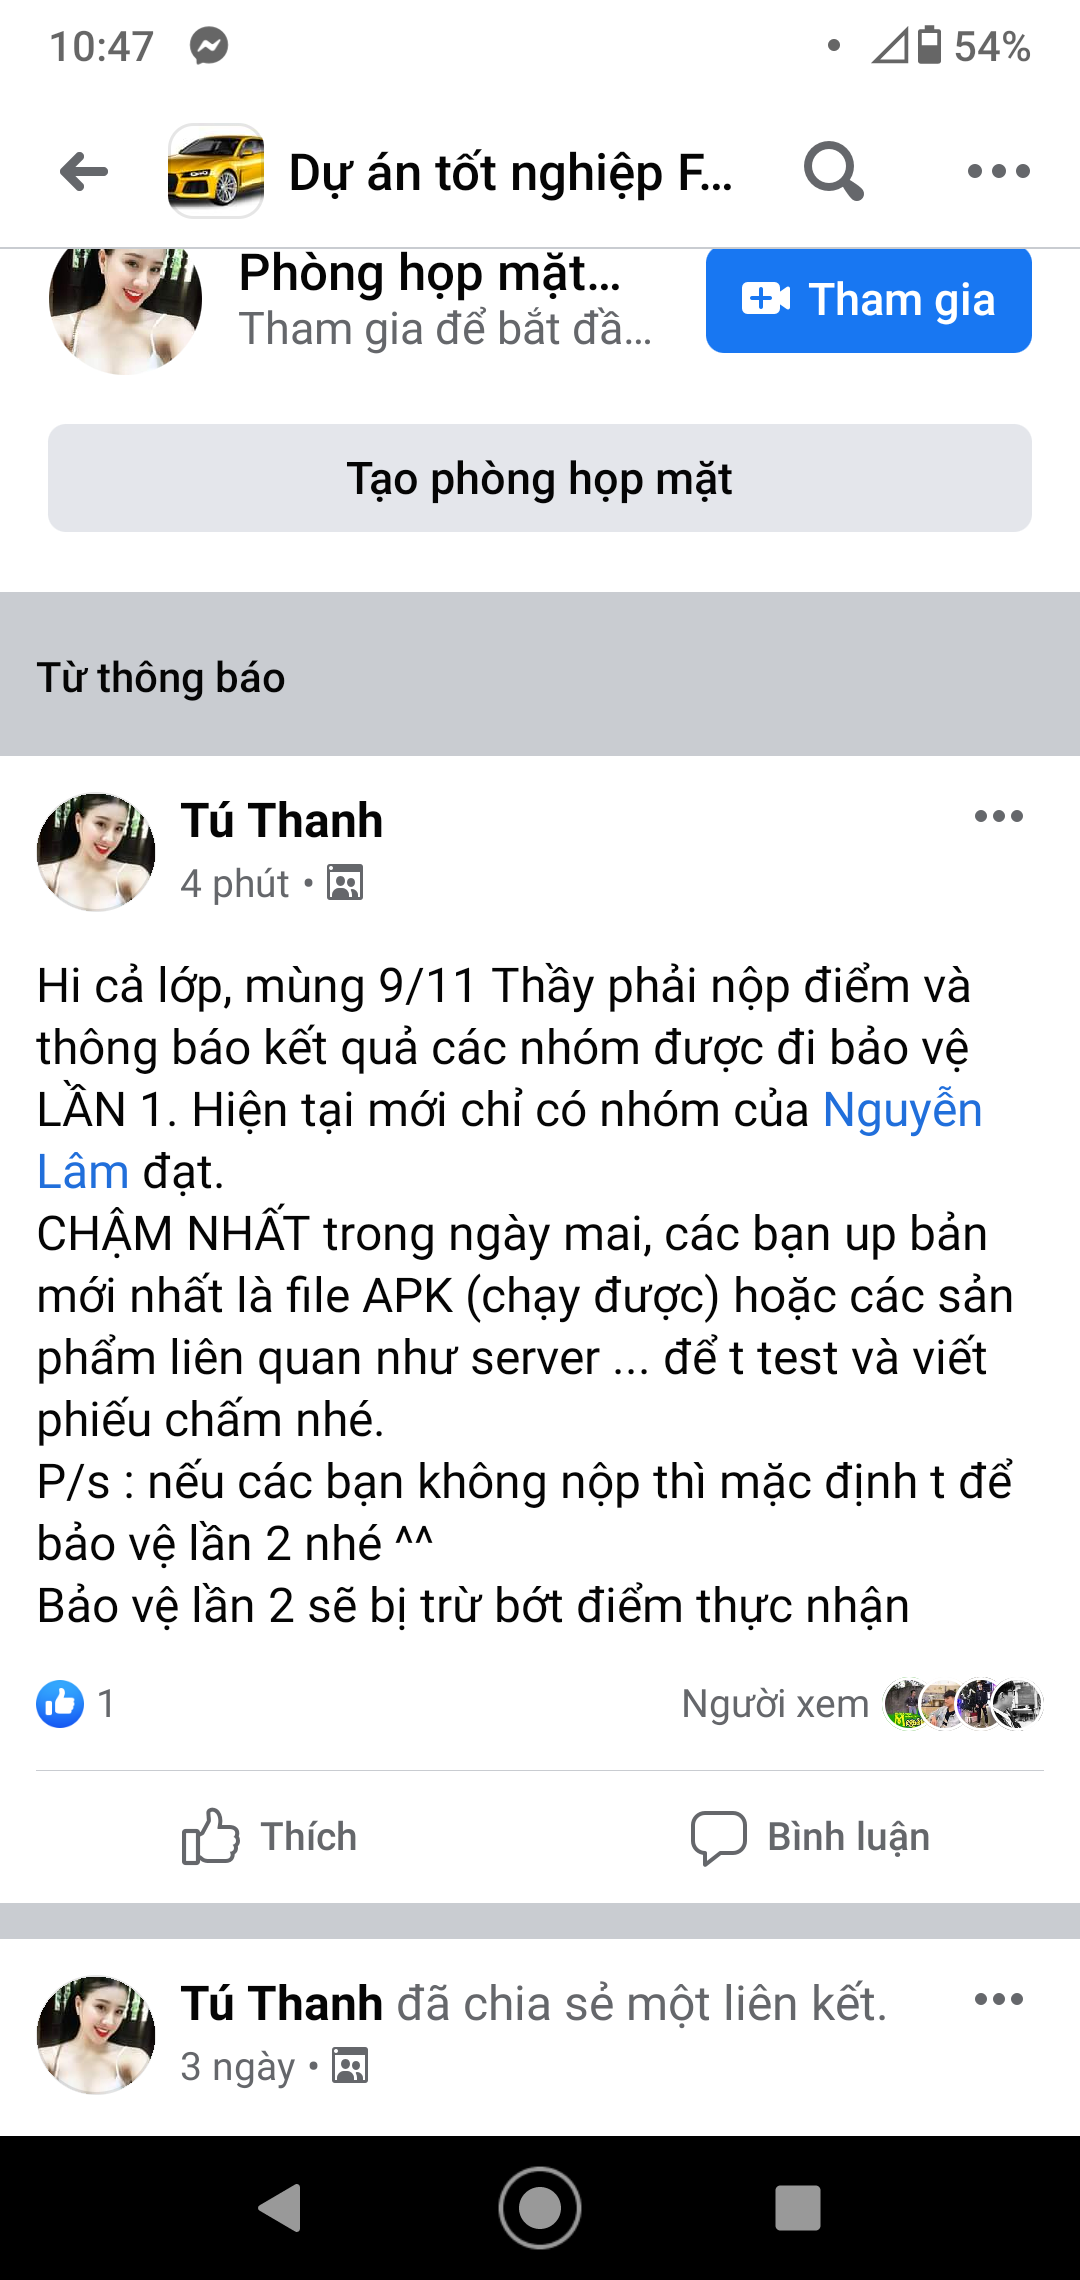 10:47
54%
Dự án tốt nghiệp F...
Phòng họp mặt...
Tham gia để bắt đầ...
Tham gia
Tạo phòng họp mặt
Từ thông báo
Tú Thanh
4 phút •
Hi cả lớp, mùng 9/11 Thầy phải nộp điểm và
thông báo kết quả các nhóm được đi bảo vệ
LẦN 1. Hiện tại mới chỉ có nhóm của Nguyễn
Lâm đạt.
CHẬM NHẤT trong ngày mai, các bạn up bản
mới nhất là file APK (chạy được) hoặc các sản
phẩm liên quan như server ... để t test và viết
phiếu chấm nhé.
P/s : nếu các bạn không nộp thì mặc định t để
bảo vệ lần 2 nhé ^^
Bảo vệ lần 2 sẽ bị trừ bớt điểm thực nhận
1
Người xem
Thích
Bình luận
Tú Thanh đã chia sẻ một liên kết.
3 ngày •